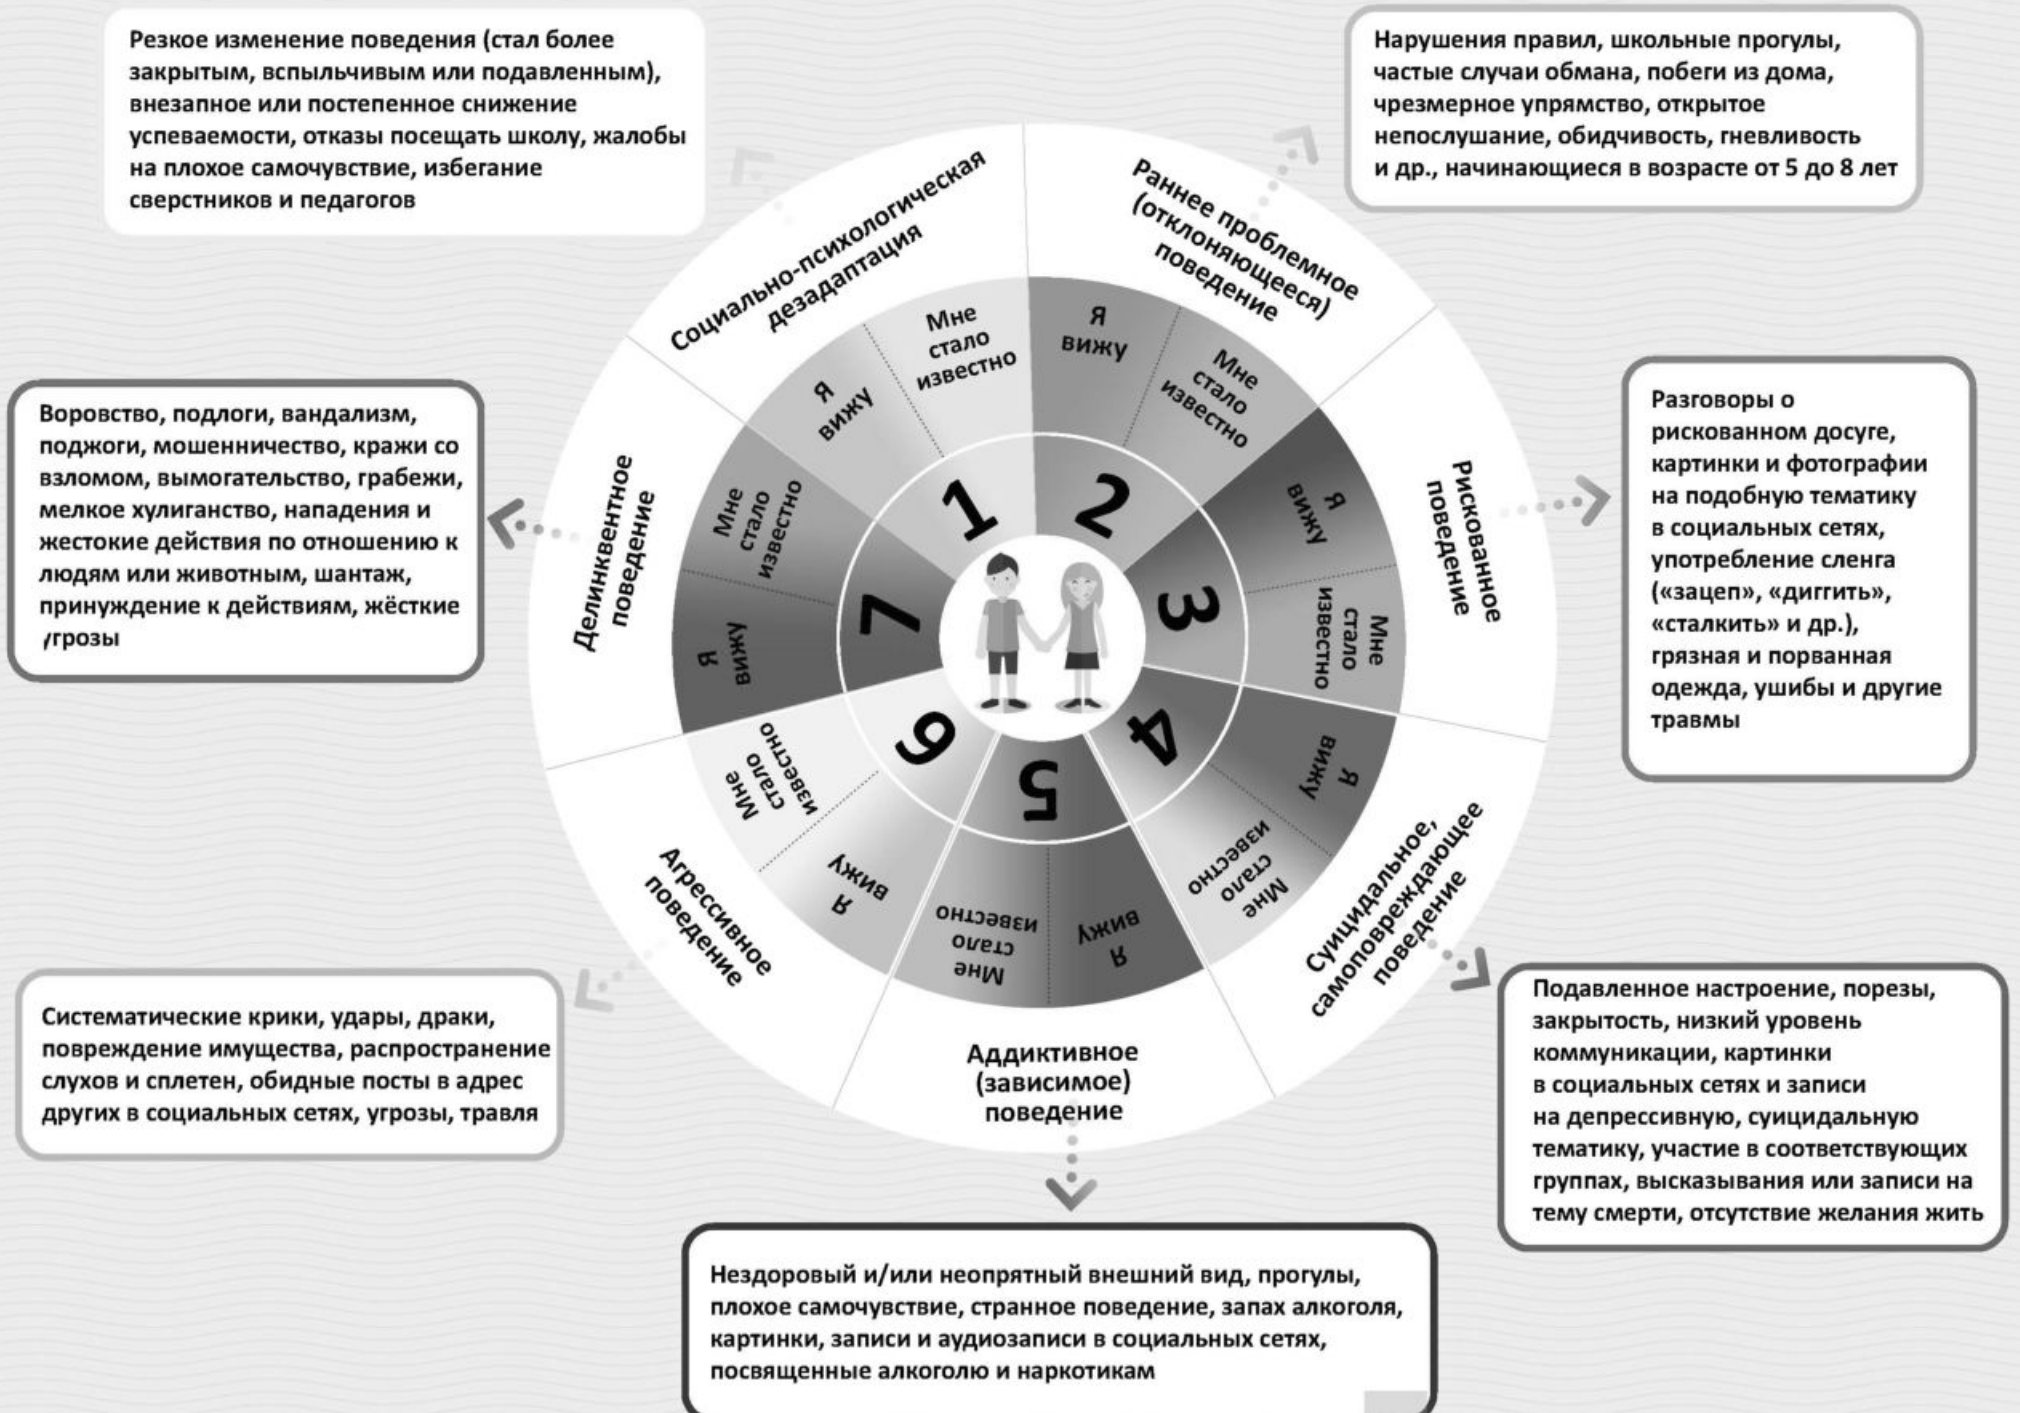 Резкое изменение поведения (стал более
закрытым, вспыльчивым или подавленным),
внезапное или постепенное снижение
успеваемости, отказы посещать школу, жалобы
на плохое самочувствие, избегание
сверстников и педагогов
Нарушения правил, школьные прогулы,
частые случаи обмана, побеги из дома,
чрезмерное упрямство, открытое
непослушание, обидчивость, гневливость
и др., начинающиеся в возрасте от 5 до 8 лет
Разговоры о
рискованном досуге,
картинки и фотографии
на подобную тематику
в социальных сетях,
употребление сленга
(«зацеп», «диггить»,
«сталкить» и др.),
грязная и порванная
одежда, ушибы и другие
травмы
Подавленное настроение, порезы,
закрытость, низкий уровень
коммуникации, картинки
в социальных сетях и записи
на депрессивную, суицидальную
тематику, участие в соответствующих
группах, высказывания или записи на
тему смерти, отсутствие желания жить
Нездоровый и/или неопрятный внешний вид, прогулы,
плохое самочувствие, странное поведение, запах алкоголя,
картинки, записи и аудиозаписи в социальных сетях,
посвященные алкоголю и наркотикам
Систематические крики, удары, драки,
повреждение имущества, распространение
слухов и сплетен, обидные посты в адрес
других в социальных сетях, угрозы, травля
Воровство, подлоги, вандализм,
поджоги, мошенничество, кражи со
взломом, вымогательство, грабежи,
мелкое хулиганство, нападения и
жестокие действия по отношению к
людям или животным, шантаж,
принуждение к действиям, жёсткие
угрозы
Социально-психологическая
дезадаптация
Я
вижу
Мне
стало
известно
1
Раннее проблемное
(отклоняющееся)
поведение
Я
вижу
Мне
стало
известно
2
Рискованное
поведение
Я
вижу
Мне
стало
известно
3
Суицидальное,
самоповреждающее
поведение
Я
вижу
Мне
стало
известно
4
Аддиктивное
(зависимое)
поведение
Я
вижу
Мне
стало
известно
5
Агрессивное
поведение
Я
вижу
Мне
стало
известно
6
Делинквентное
поведение
Я
вижу
Мне
стало
известно
7